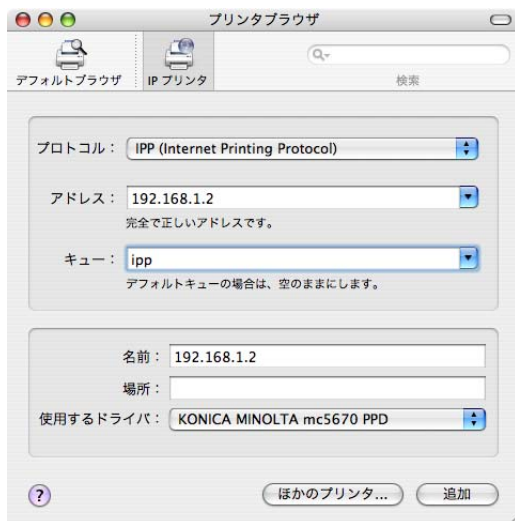 プリンタブラウザ
デフォルトブラウザ
IP プリンタ
検索
プロトコル：
IPP (Internet Printing Protocol)
アドレス：
192.168.1.2
完全で正しいアドレスです。
キュー：
ipp
デフォルトキューの場合は、空のままにします。
名前：
192.168.1.2
場所：
使用するドライバ：
KONICA MINOLTA mc5670 PPD
?
ほかのプリンタ...
追加